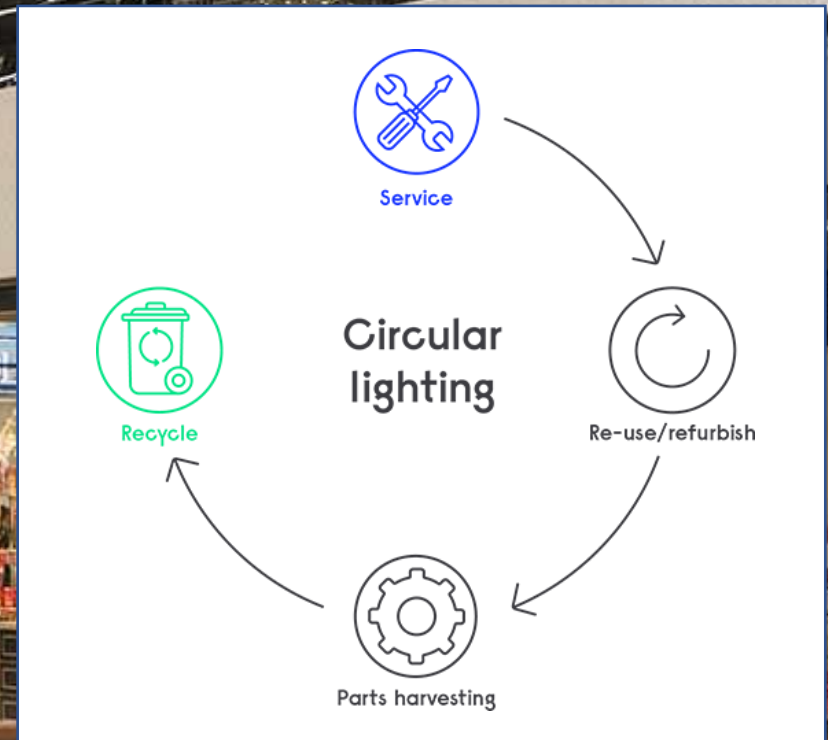 Service
Circular
lighting
Recycle
Re-use/refurbish
Parts harvesting